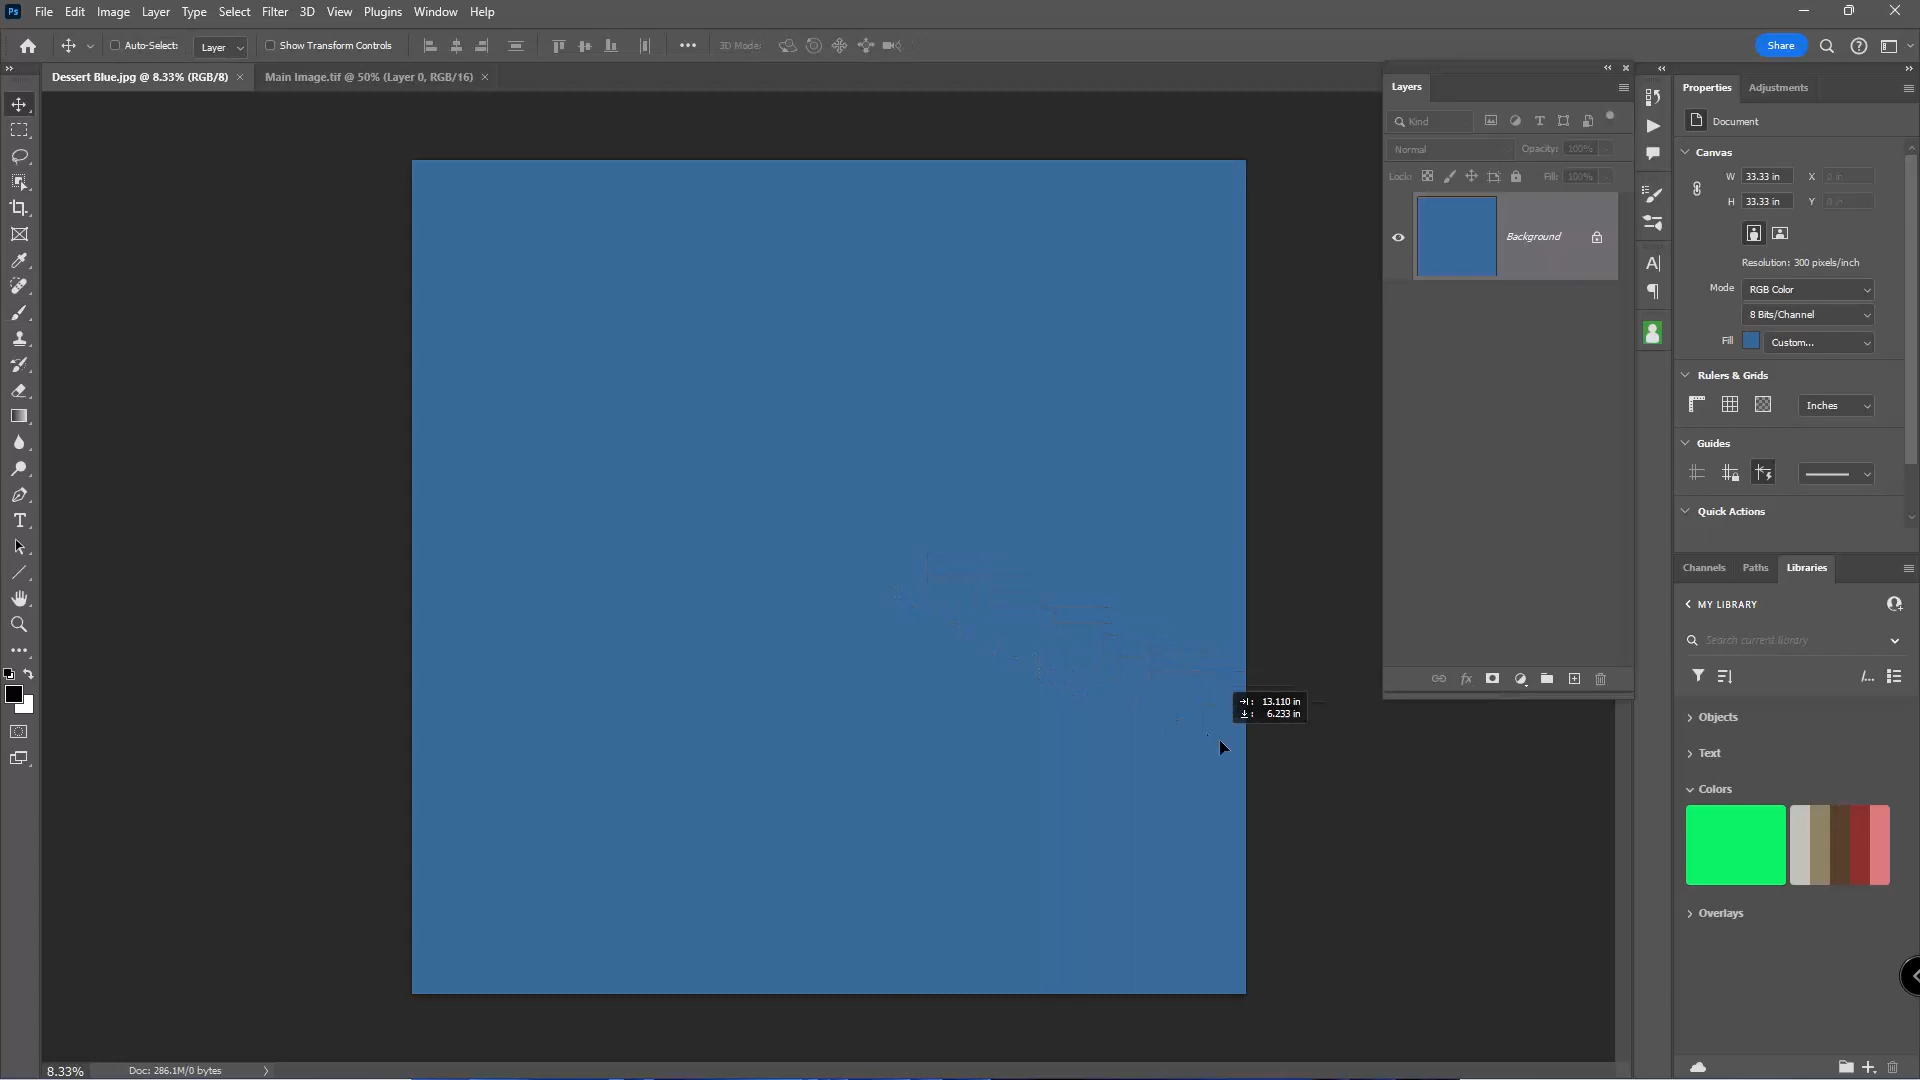 Ps File Edit Image Layer Type Select Filter 3D View Plugins Window Help
Auto-Select: Layer Show Transform Controls 3D Mode: Share
Dessert Blue.jpg @ 8.33% (RGB/8) × Main Image.tif @ 50% (Layer 0, RGB/16) ×
Layers
Kind
Normal Opacity: 100%
Lock: Fill: 100%
Background
Properties Adjustments
Document
Canvas
W 33.33 in X 0 in
H 33.33 in Y 0 in
Resolution: 300 pixels/inch
Mode RGB Color
8 Bits/Channel
Fill Custom...
Rulers & Grids
Inches
Guides
Quick Actions
Channels Paths Libraries
MY LIBRARY
Search current library
Objects
Text
Colors
Overlays
13.110 in
6.233 in
8.33% Doc: 286.1M/0 bytes